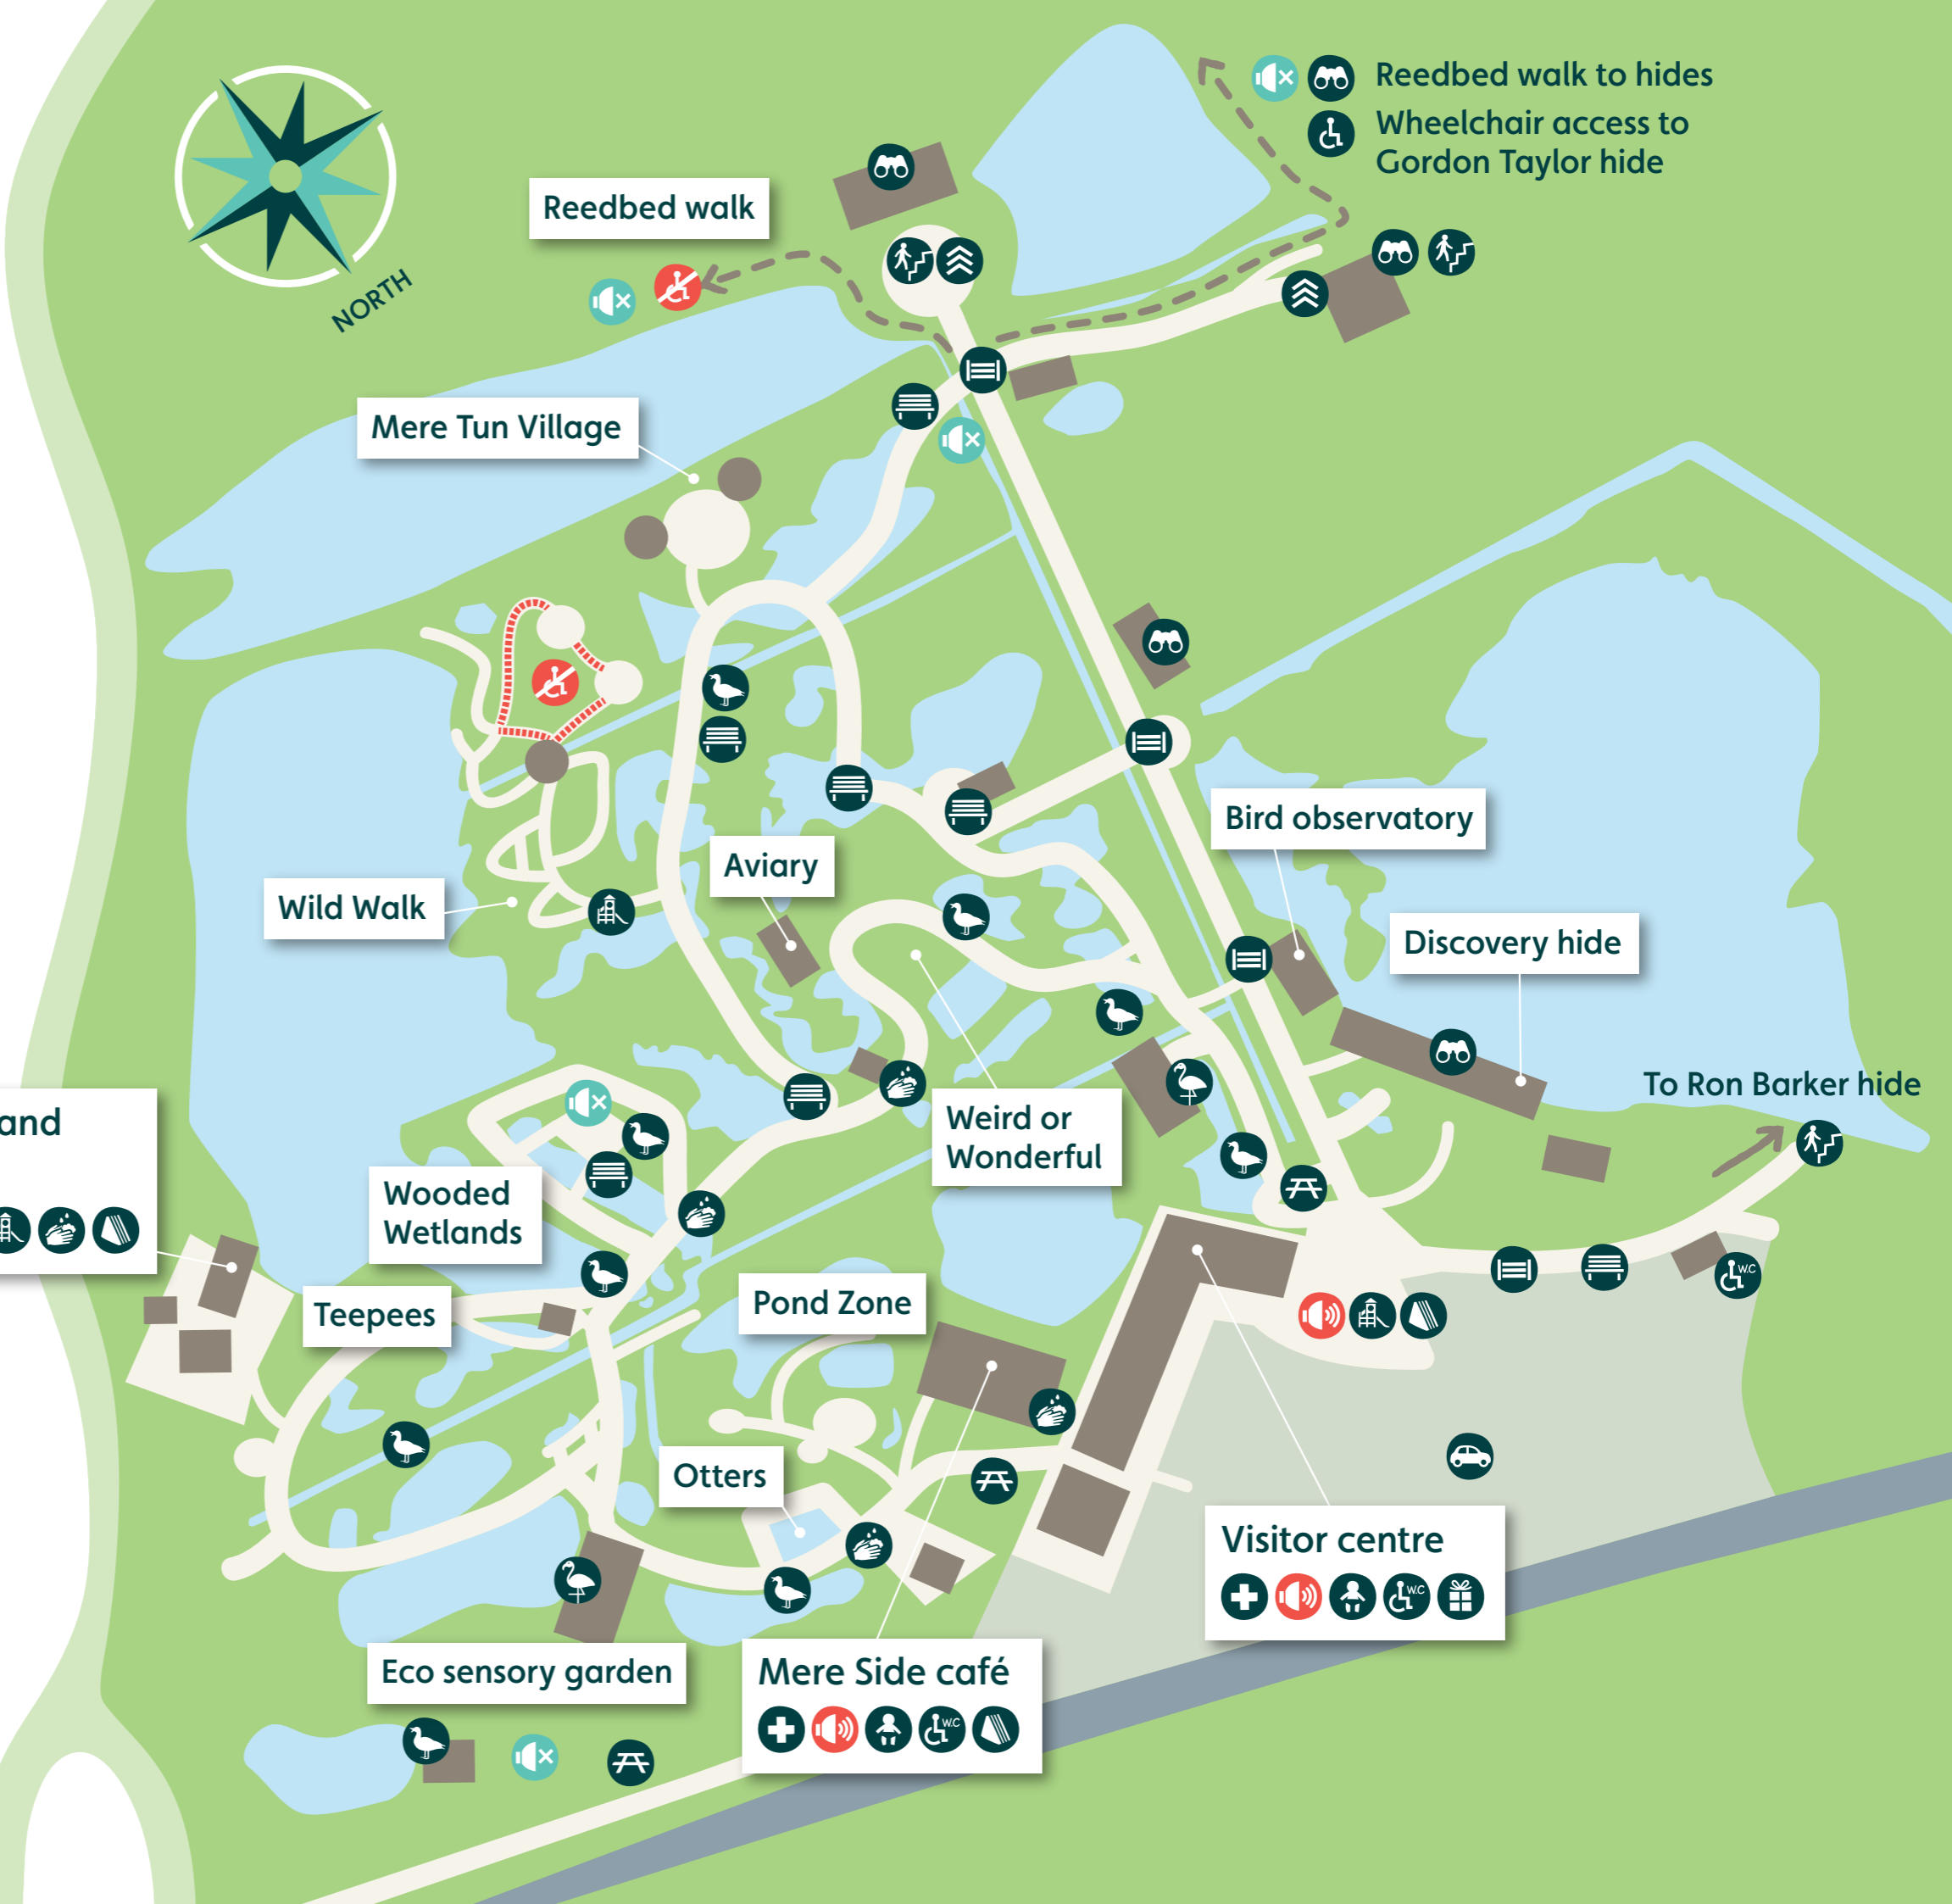 Reedbed walk to hides
Wheelchair access to
Gordon Taylor hide
Reedbed walk
NORTH
Mere Tun Village
Bird observatory
Aviary
Wild Walk
Discovery hide
To Ron Barker hide
and
Weird or
Wonderful
Wooded
Wetlands
W.C
Pond Zone
Teepees
Otters
Visitor centre
W.C
Eco sensory garden
Mere Side café
W.C